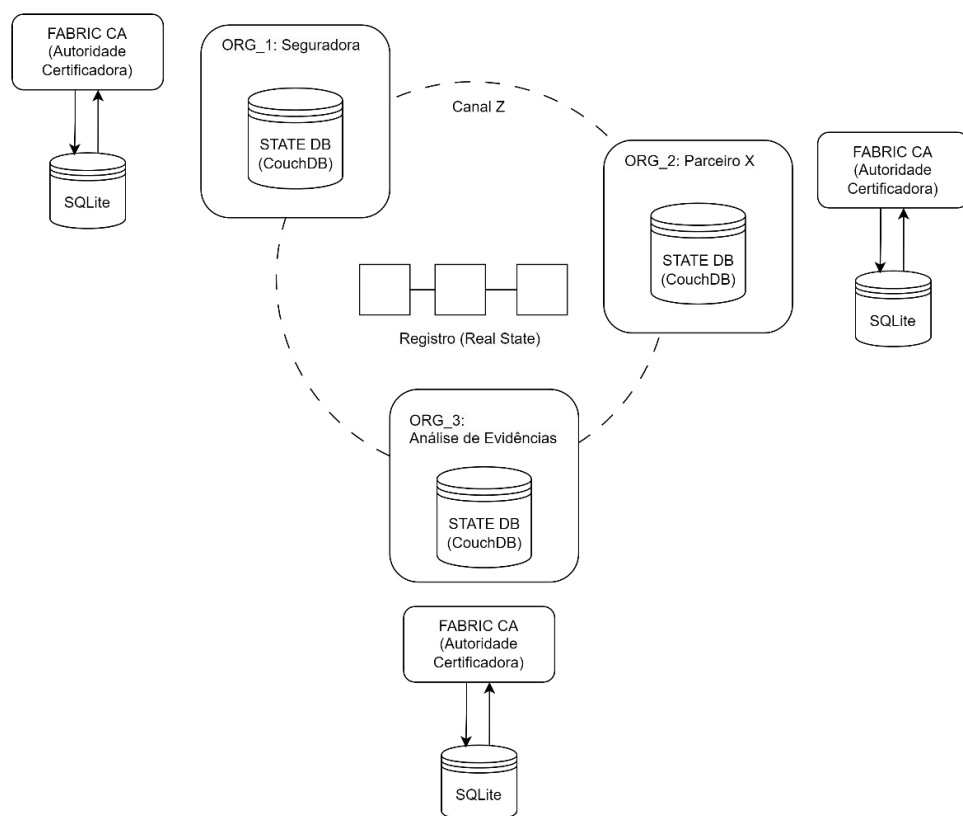 FABRIC CA
(Autoridade
Certificadora)
SQLite
ORG_1: Seguradora
STATE DB
(CouchDB)
Canal Z
ORG_2: Parceiro X
STATE DB
(CouchDB)
FABRIC CA
(Autoridade
Certificadora)
SQLite
Registro (Real State)
ORG_3:
Análise de Evidências
STATE DB
(CouchDB)
FABRIC CA
(Autoridade
Certificadora)
SQLite